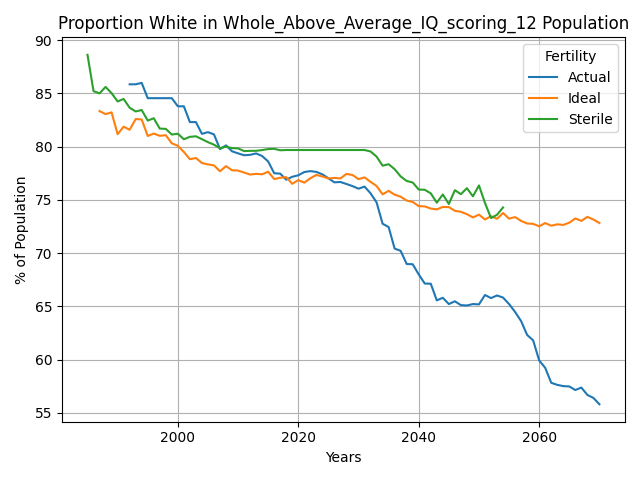 Proportion White in Whole_Above_Average_IQ_scoring_12 Population
% of Population
90
85
80
75
70
65
60
55
Fertility
Actual
Ideal
Sterile
2000
2020
2040
2060
Years